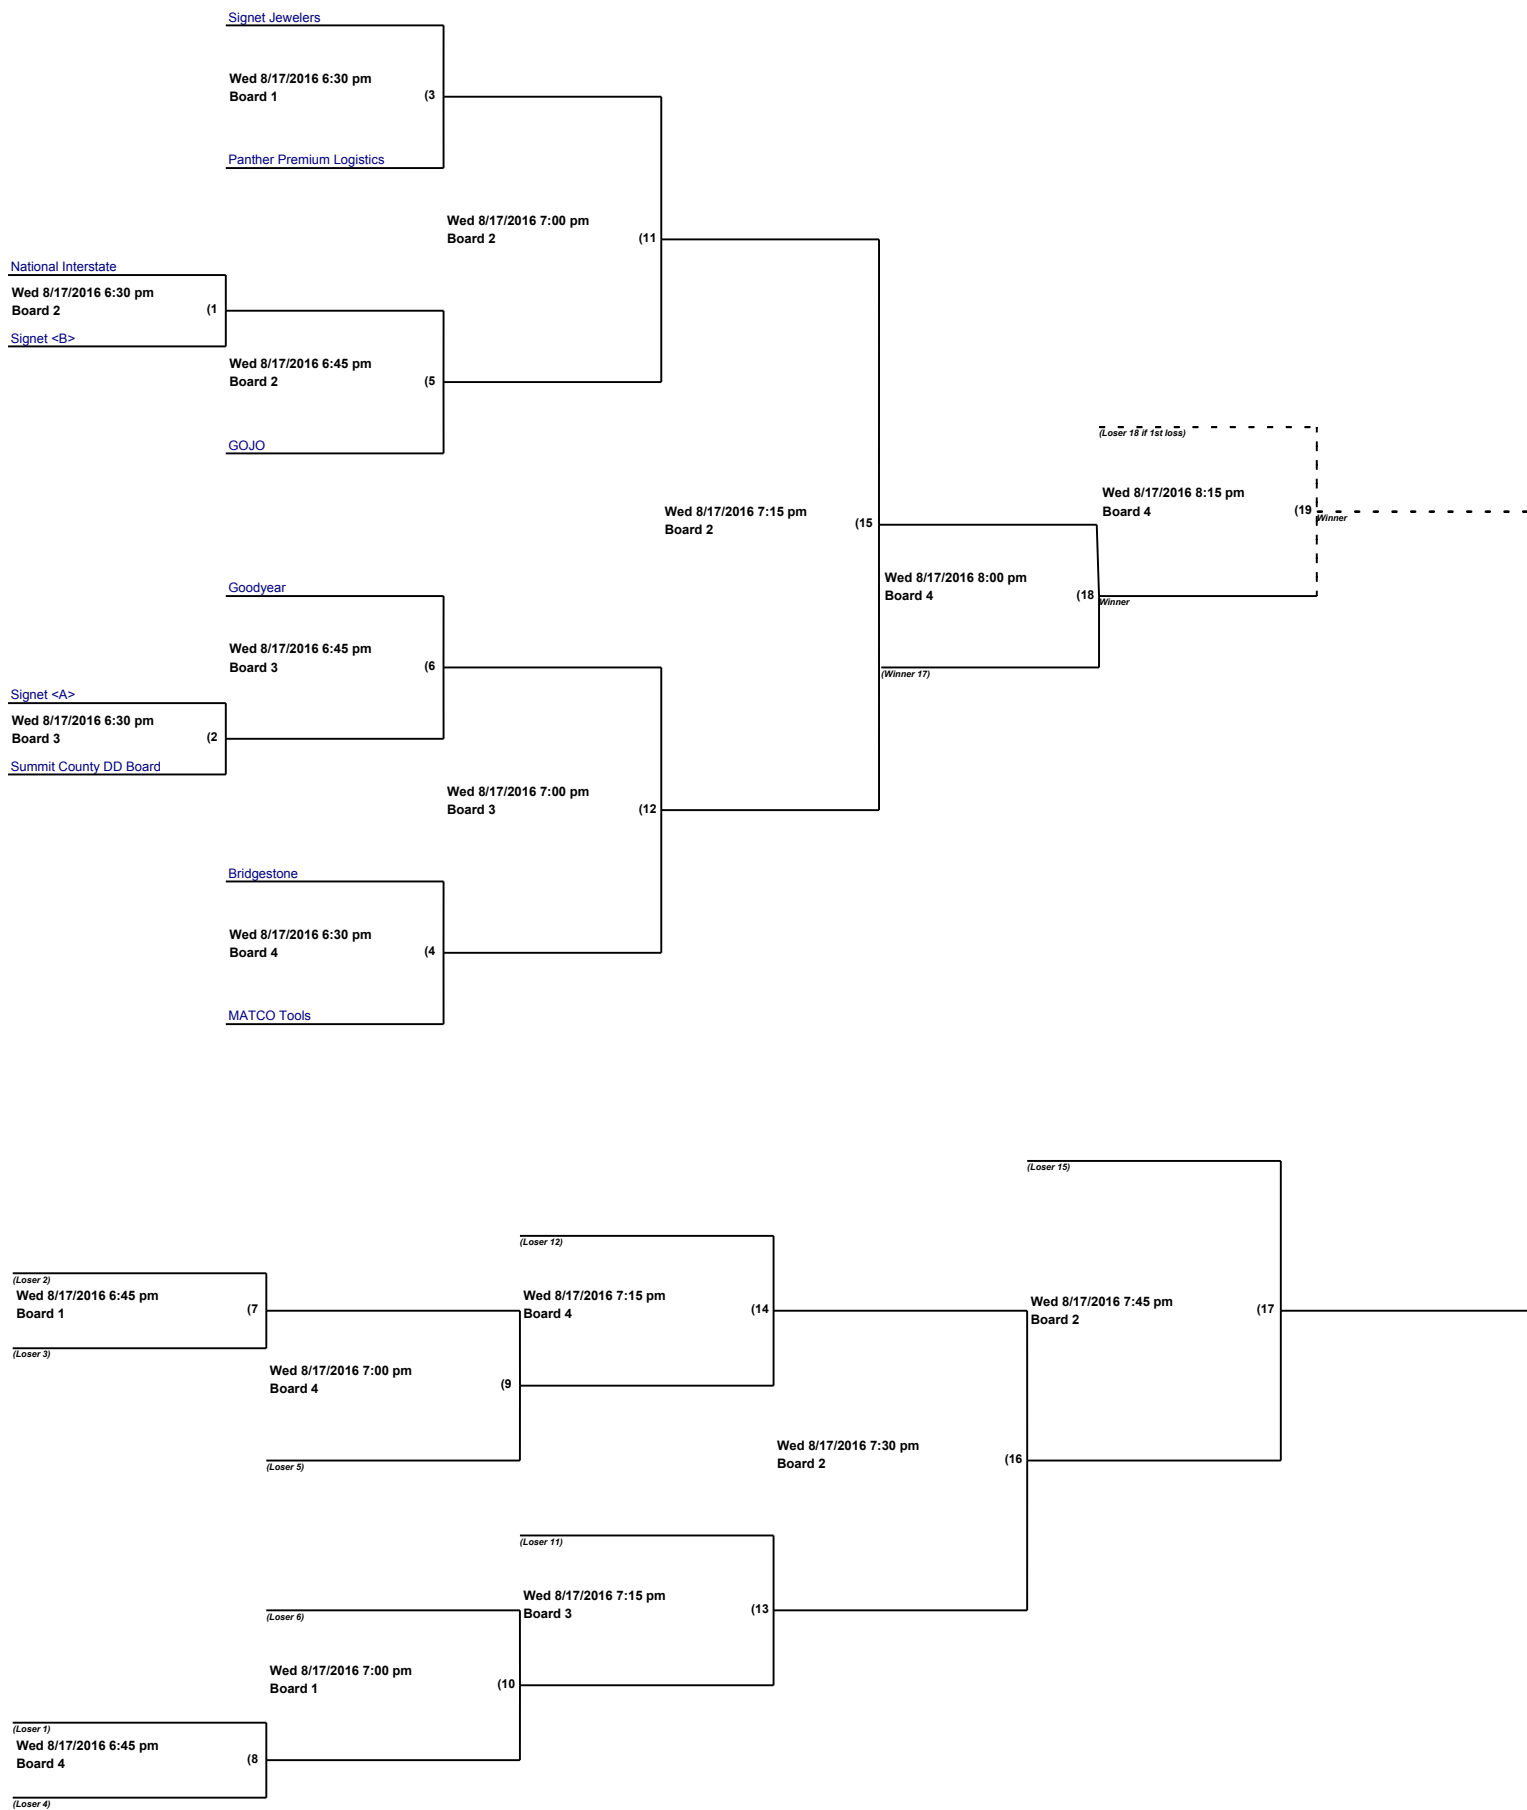 Signet Jewelers
Wed 8/17/2016 6:30 pm
Board 1
(3
Panther Premium Logistics
Wed 8/17/2016 7:00 pm
Board 2
(11
National Interstate
Wed 8/17/2016 6:30 pm
Board 2
(1
Signet <B>
Wed 8/17/2016 6:45 pm
Board 2
(5
GOJO
(Loser 18 if 1st loss)
Wed 8/17/2016 8:15 pm
Board 4
(19
Winner
Wed 8/17/2016 7:15 pm
Board 2
(15
Wed 8/17/2016 8:00 pm
Board 4
(18
Winner
(Winner 17)
Goodyear
Wed 8/17/2016 6:45 pm
Board 3
(6
Signet <A>
Wed 8/17/2016 6:30 pm
Board 3
(2
Summit County DD Board
Wed 8/17/2016 7:00 pm
Board 3
(12
Bridgestone
Wed 8/17/2016 6:30 pm
Board 4
(4
MATCO Tools
(Loser 15)
(Loser 12)
(Loser 2)
Wed 8/17/2016 6:45 pm
Board 1
(7
(Loser 3)
Wed 8/17/2016 7:15 pm
Board 4
(14
Wed 8/17/2016 7:45 pm
Board 2
(17
Wed 8/17/2016 7:00 pm
Board 4
(9
(Loser 5)
Wed 8/17/2016 7:30 pm
Board 2
(16
(Loser 11)
Wed 8/17/2016 7:15 pm
Board 3
(13
(Loser 6)
Wed 8/17/2016 7:00 pm
Board 1
(10
(Loser 1)
Wed 8/17/2016 6:45 pm
Board 4
(8
(Loser 4)